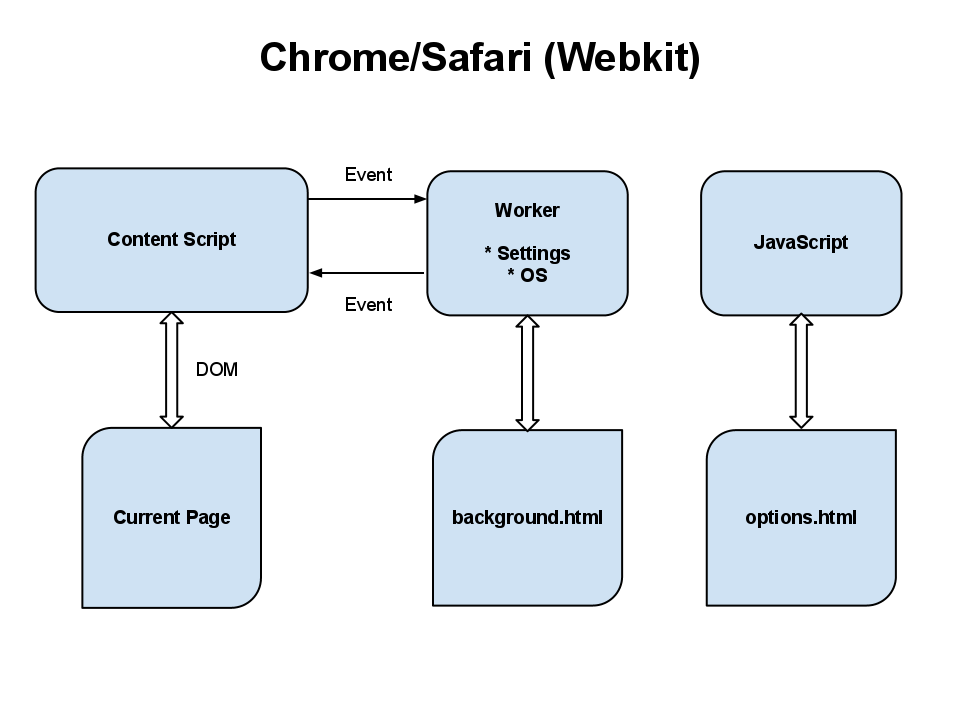 Chrome/Safari (Webkit)
Event
Content Script
Worker
* Settings
* OS
JavaScript
Event
DOM
Current Page
background.html
options.html